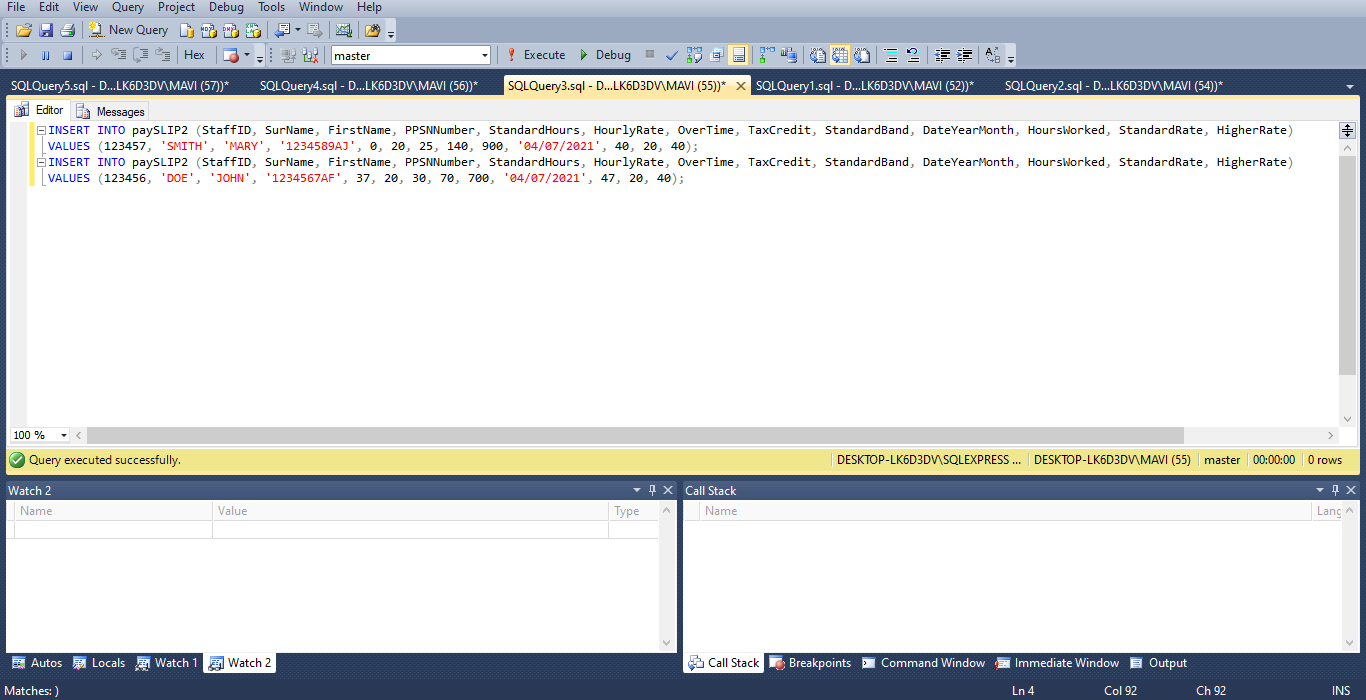 File Edit View Query Project Debug Tools Window Help
New Query
Hex master Execute Debug
SQLQuery5.sql - D...LK6D3DV\MAVI (57))* SQLQuery4.sql - D...LK6D3DV\MAVI (56))* SQLQuery3.sql - D...LK6D3DV\MAVI (55))* SQLQuery1.sql - D...LK6D3DV\MAVI (52))* SQLQuery2.sql - D...LK6D3DV\MAVI (54))*
Editor Messages
INSERT INTO paySLIP2 (StaffID, SurName, FirstName, PPSNNumber, StandardHours, HourlyRate, OverTime, TaxCredit, StandardBand, DateYearMonth, HoursWorked, StandardRate, HigherRate)
VALUES (123457, 'SMITH', 'MARY', '1234589AJ', 0, 20, 25, 140, 900, '04/07/2021', 40, 20, 40);
INSERT INTO paySLIP2 (StaffID, SurName, FirstName, PPSNNumber, StandardHours, HourlyRate, OverTime, TaxCredit, StandardBand, DateYearMonth, HoursWorked, StandardRate, HigherRate)
VALUES (123456, 'DOE', 'JOHN', '1234567AF', 37, 20, 30, 70, 700, '04/07/2021', 47, 20, 40);
100 %
Query executed successfully. DESKTOP-LK6D3DV\SQLEXPRESS ... DESKTOP-LK6D3DV\MAVI (55) master 00:00:00 0 rows
Watch 2 Call Stack
Name Value Type Name Lang
Autos Locals Watch 1 Watch 2 Call Stack Breakpoints Command Window Immediate Window Output
Matches: ) Ln 4 Col 92 Ch 92 INS